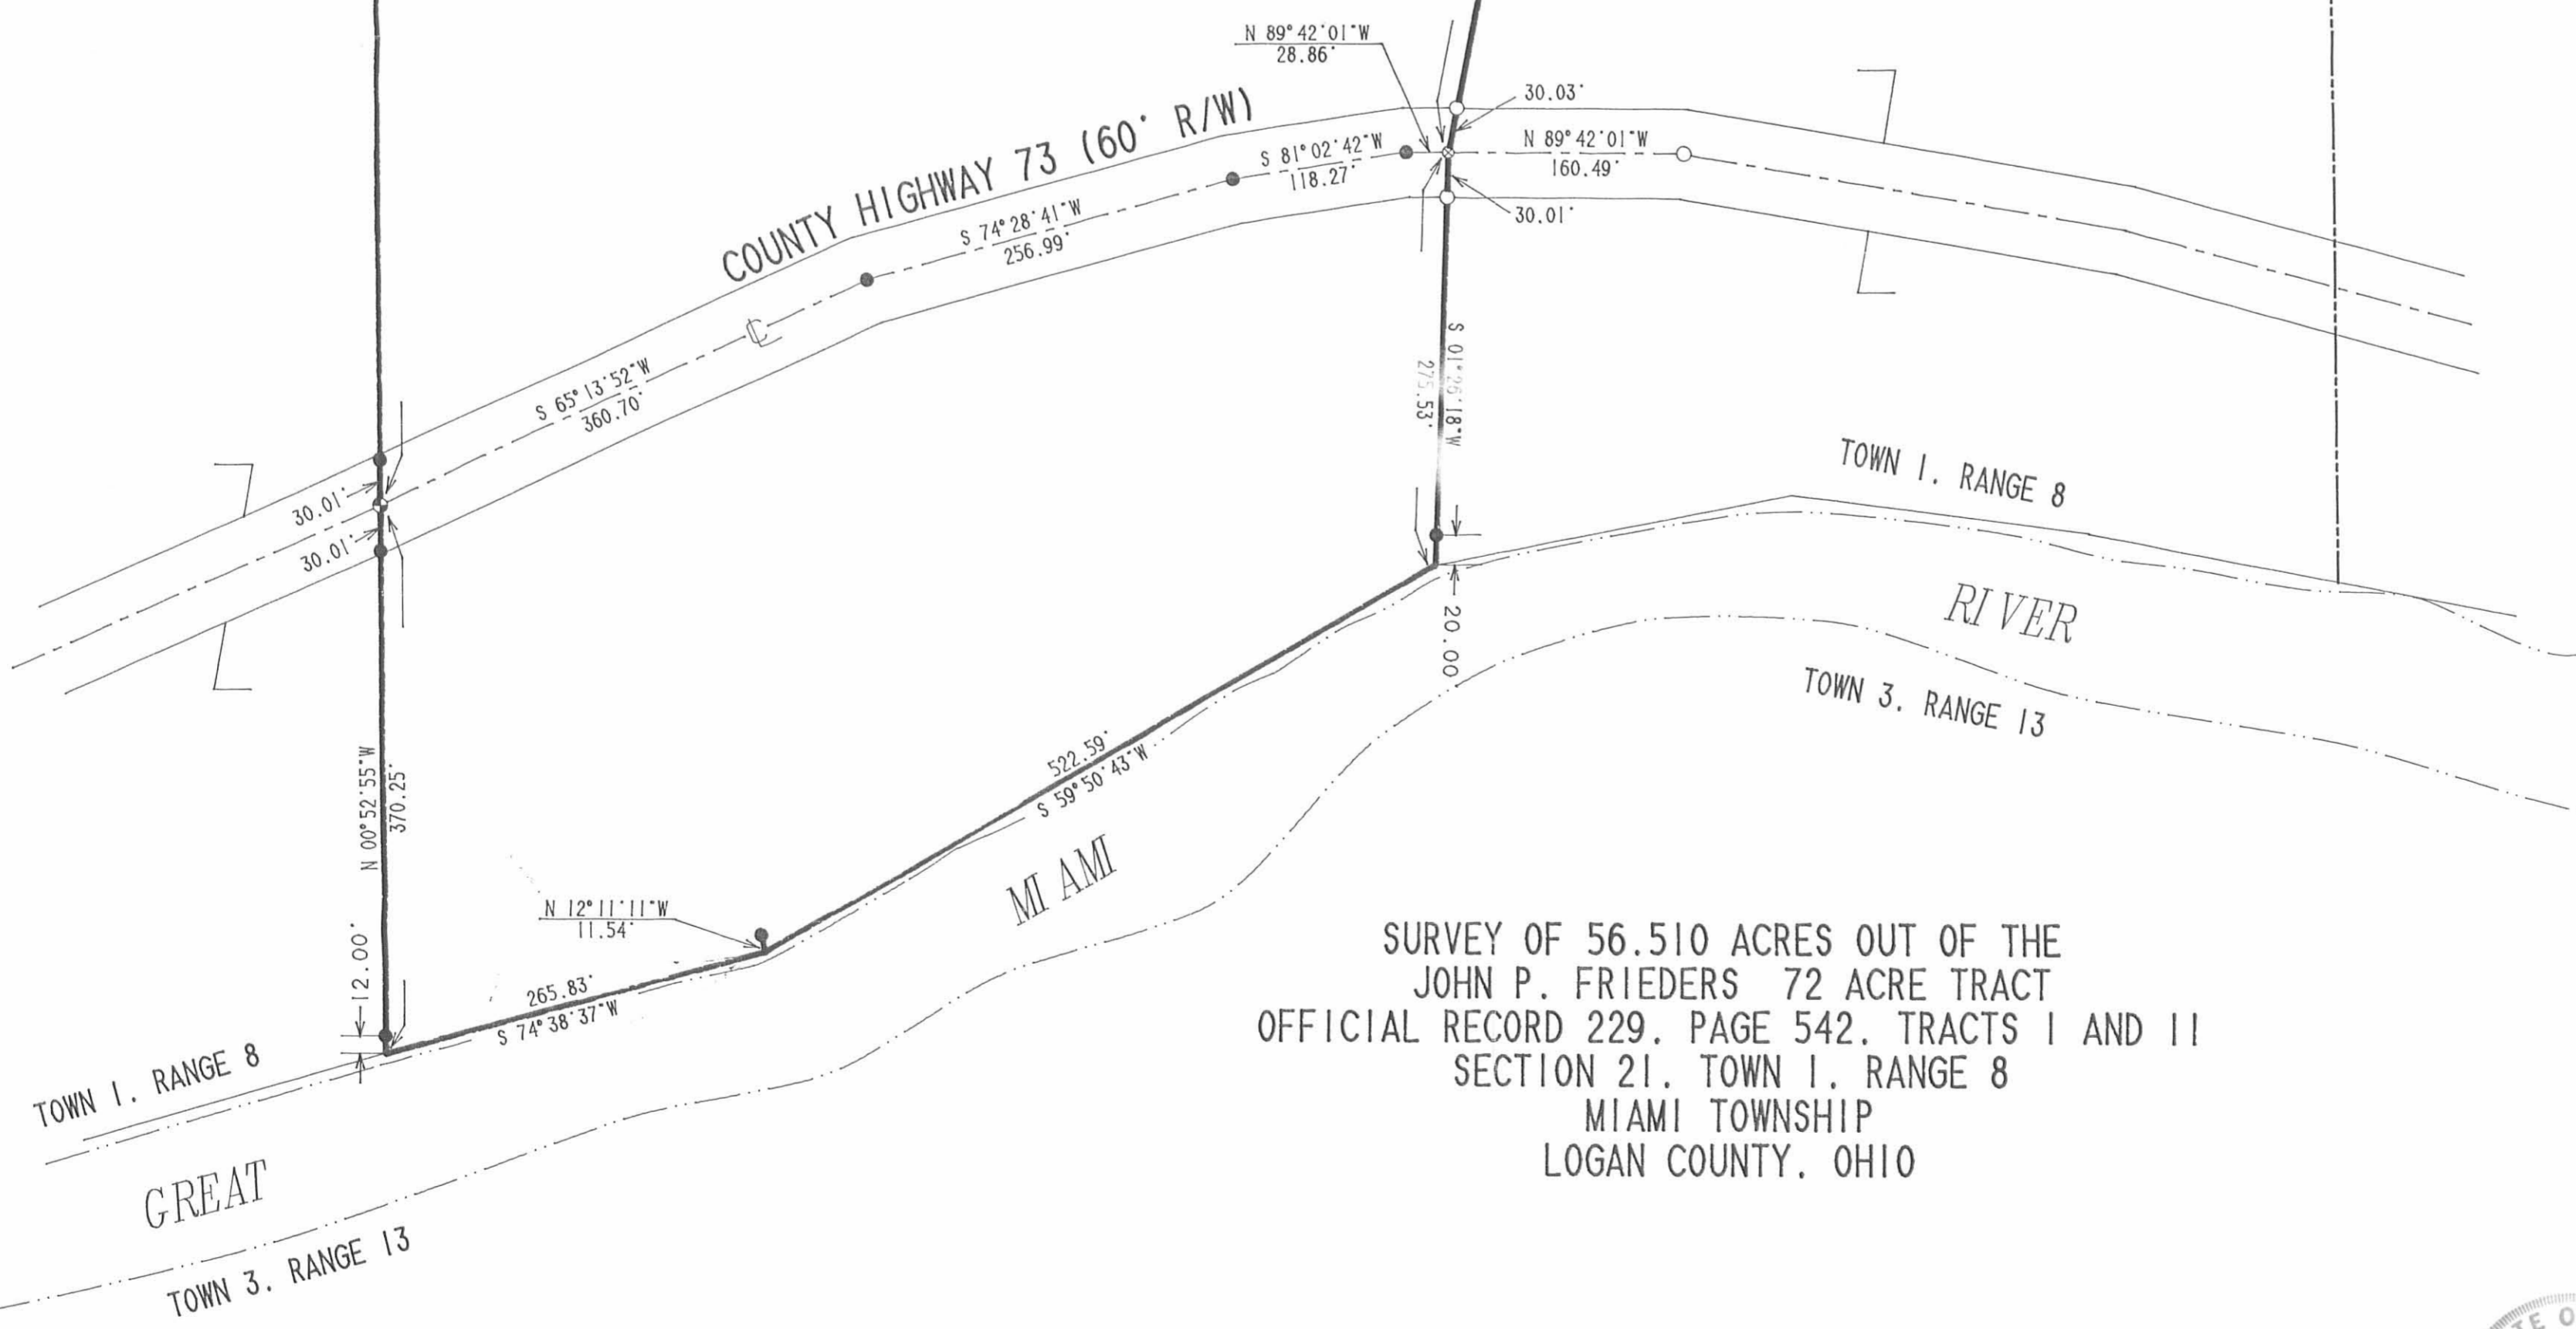 N 89°42'01"W
28.86'
30.03'
COUNTY HIGHWAY 73 (60' R/W)
S 81°02'42"W
118.27'
N 89°42'01"W
160.49'
S 74°28'41"W
256.99'
30.01'
S 65°13'52"W
360.70'
S 01°26'18"W
275.53'
30.01'
30.01'
TOWN 1. RANGE 8
RIVER
20.00
TOWN 3. RANGE 13
N 00°52'55"W
370.25'
522.59'
S 59°50'43"W
MIAMI
N 12°11'11"W
11.54'
12.00'
265.83'
S 74°38'37"W
TOWN 1. RANGE 8
GREAT
TOWN 3. RANGE 13
SURVEY OF 56.510 ACRES OUT OF THE
JOHN P. FRIEDERS 72 ACRE TRACT
OFFICIAL RECORD 229. PAGE 542. TRACTS I AND II
SECTION 21. TOWN 1. RANGE 8
MIAMI TOWNSHIP
LOGAN COUNTY. OHIO